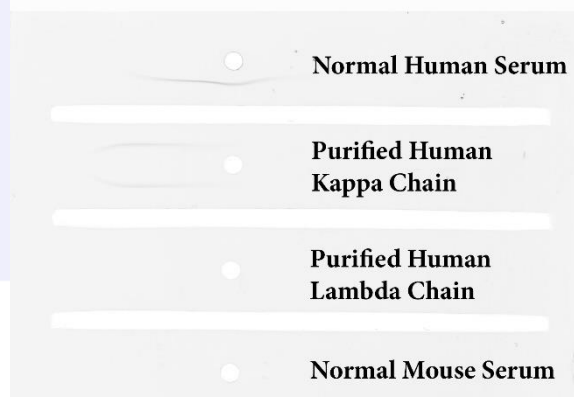 Normal Human Serum
Purified Human
Kappa Chain
Purified Human
Lambda Chain
Normal Mouse Serum